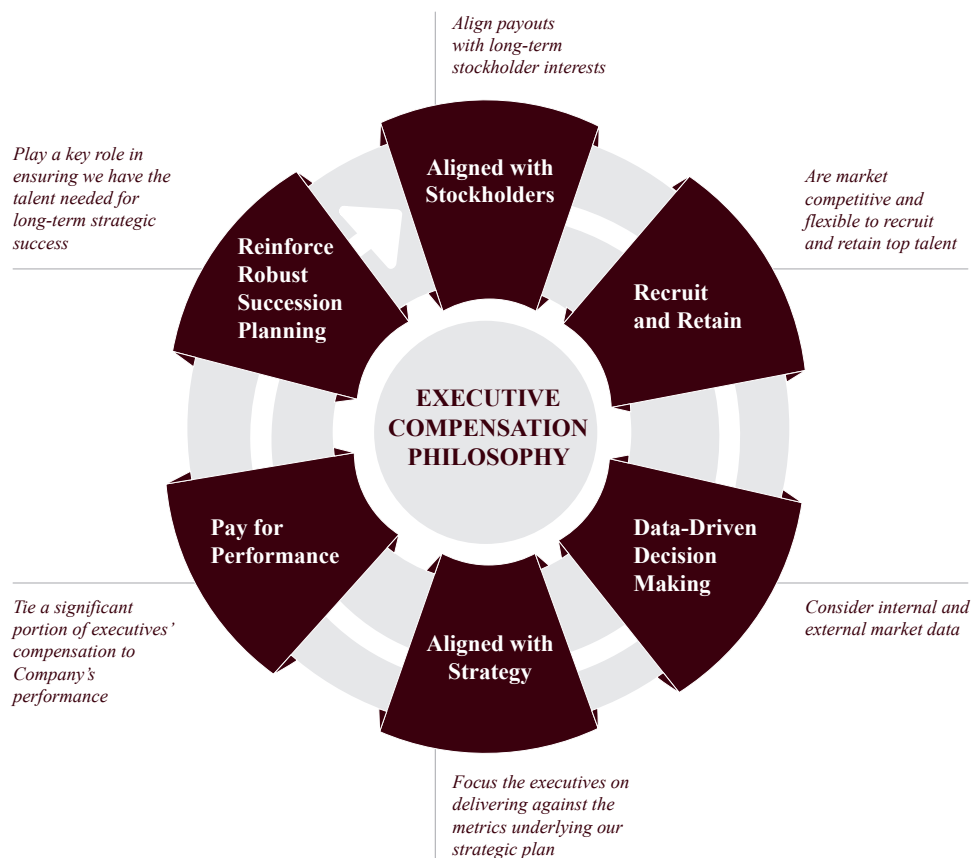 Align payouts
with long-term
stockholder interests
Aligned with
Stockholders
Are market
competitive and
flexible to recruit
and retain top talent
Recruit
and Retain
Data-Driven
Decision
Making
Consider internal and
external market data
Aligned with
Strategy
Focus the executives on
delivering against the
metrics underlying our
strategic plan
Pay for
Performance
Tie a significant
portion of executives’
compensation to
Company’s
performance
Reinforce
Robust
Succession
Planning
Play a key role in
ensuring we have the
talent needed for
long-term strategic
success
EXECUTIVE
COMPENSATION
PHILOSOPHY